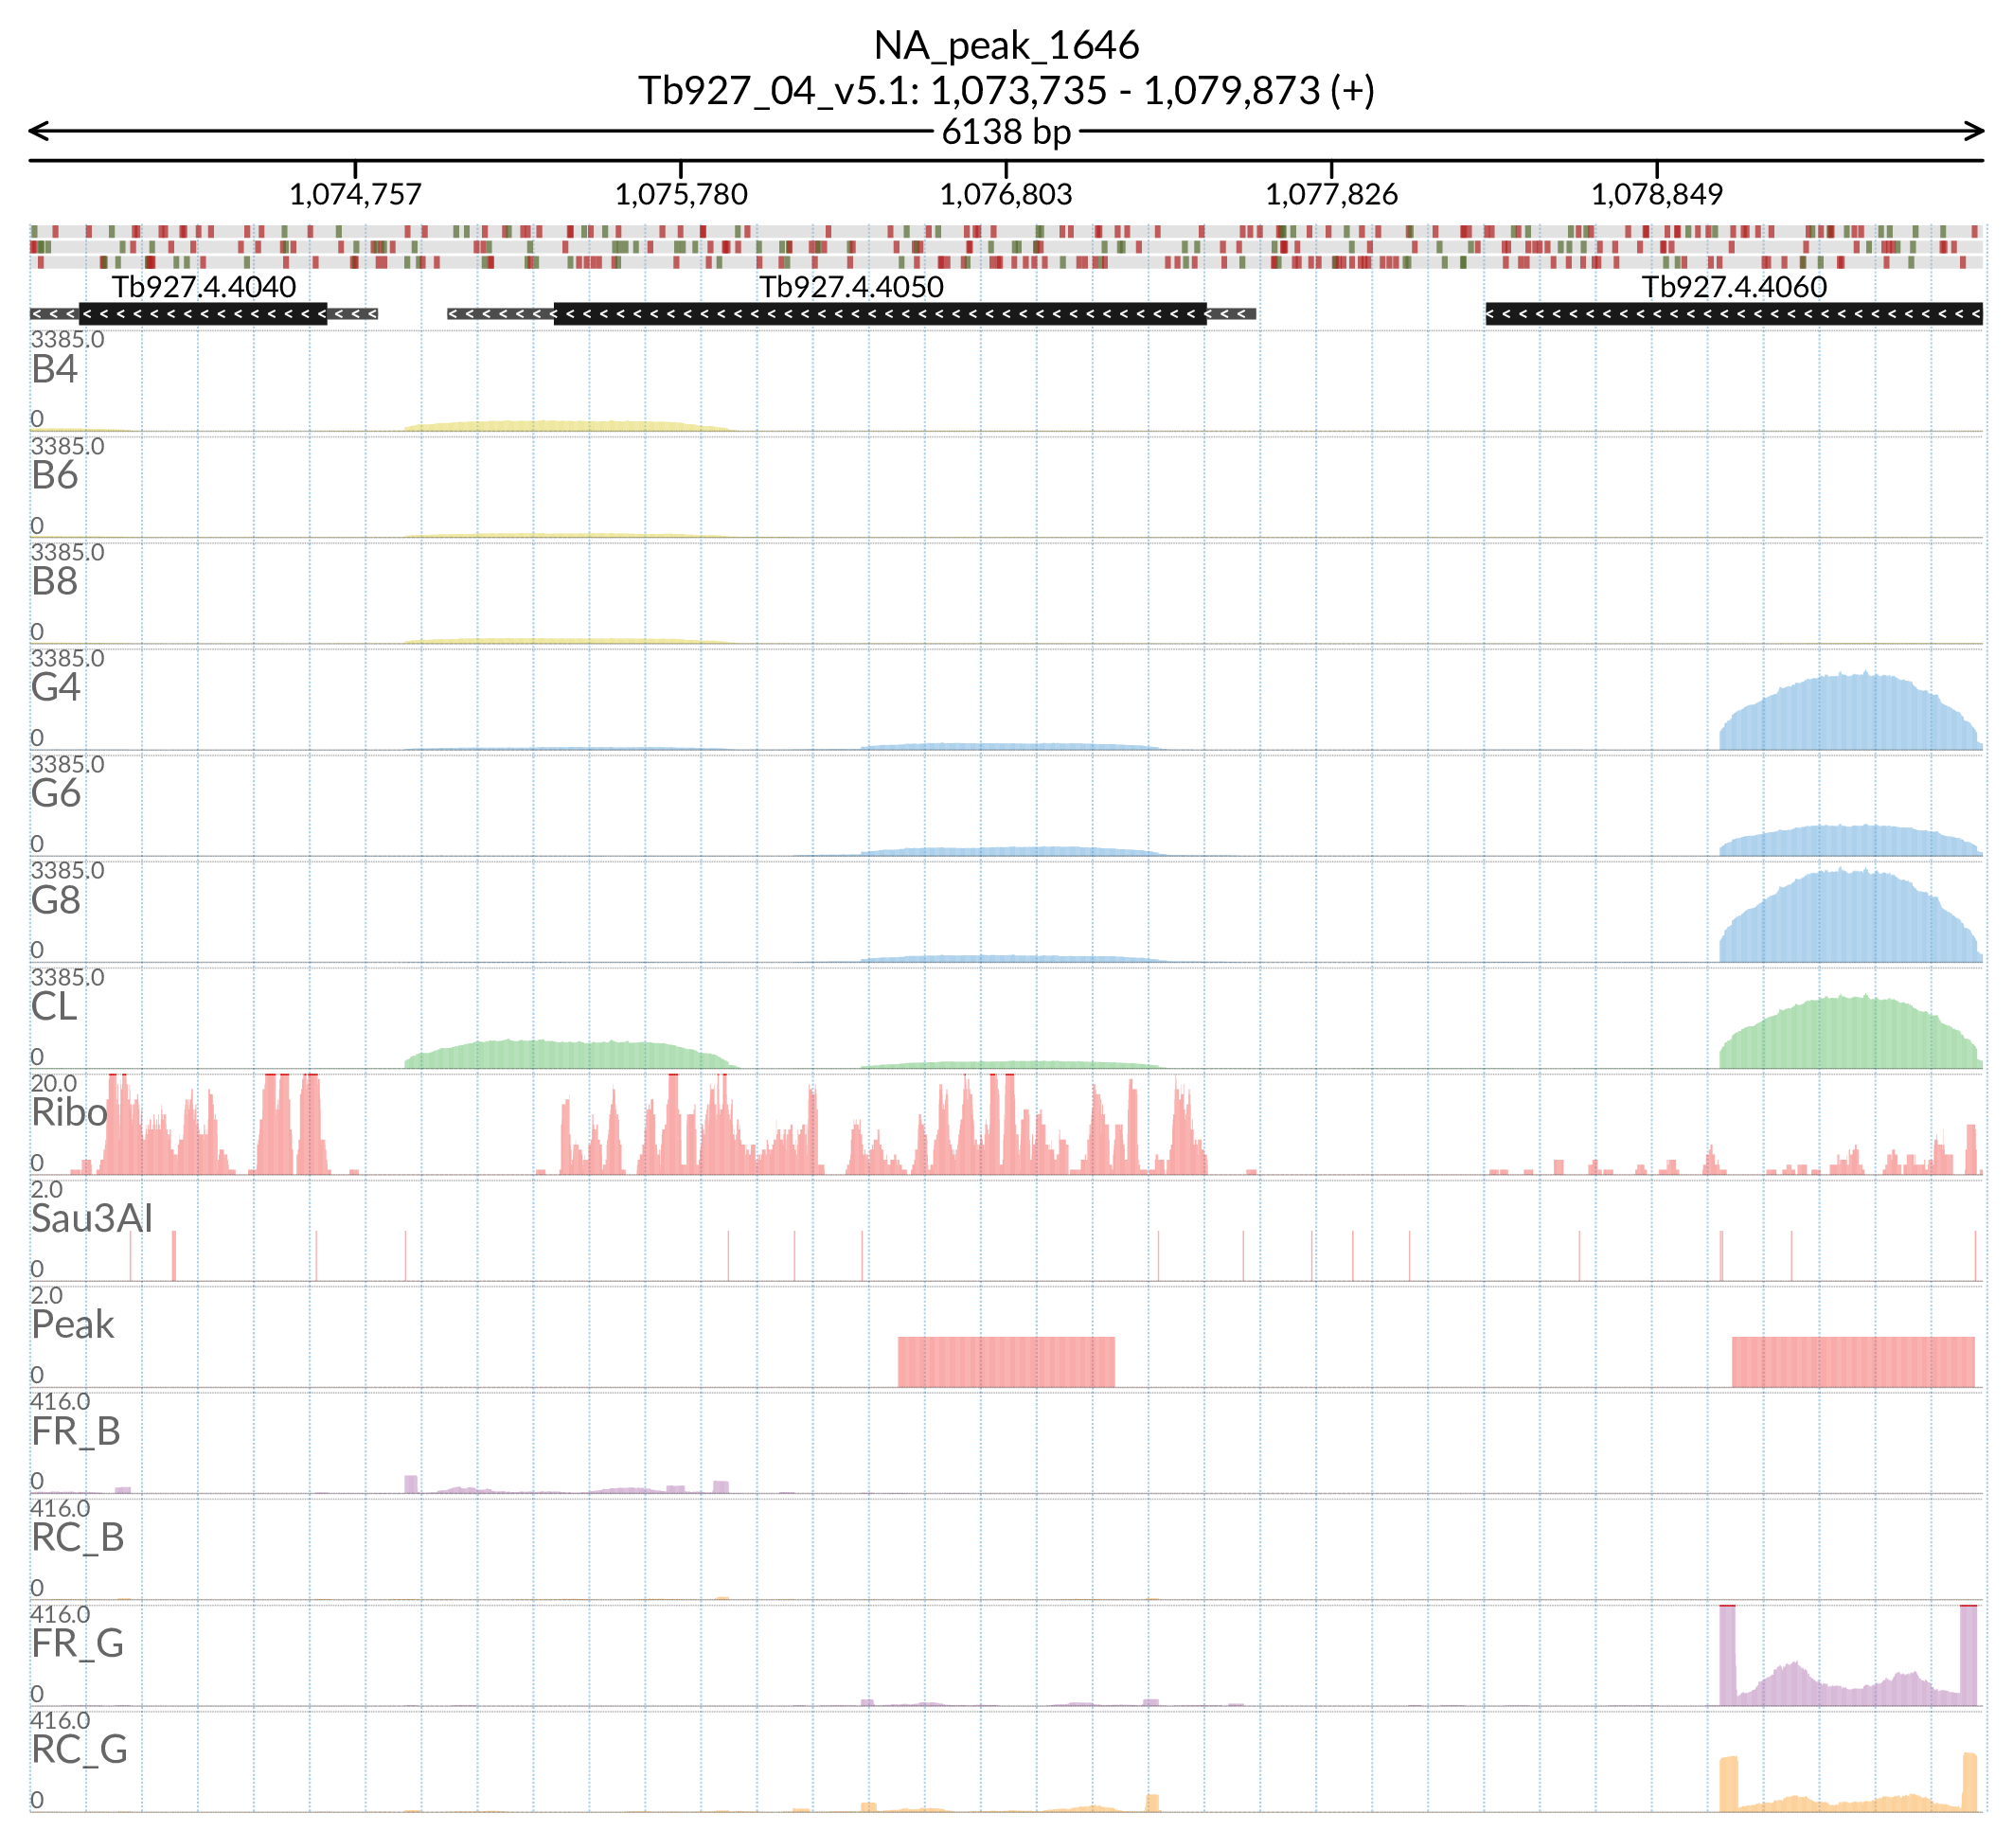 NA_peak_1646
Tb927_04_v5.1: 1,073,735 - 1,079,873 (+)
6138 bp
1,074,757 1,075,780 1,076,803 1,077,826 1,078,849
Tb927.4.4040 Tb927.4.4050 Tb927.4.4060
3385.0
B4
0
3385.0
B6
0
3385.0
B8
0
3385.0
G4
0
3385.0
G6
0
3385.0
G8
0
3385.0
CL
0
20.0
Ribo
0
2.0
Sau3AI
0
2.0
Peak
0
416.0
FR_B
0
416.0
RC_B
0
416.0
FR_G
0
416.0
RC_G
0